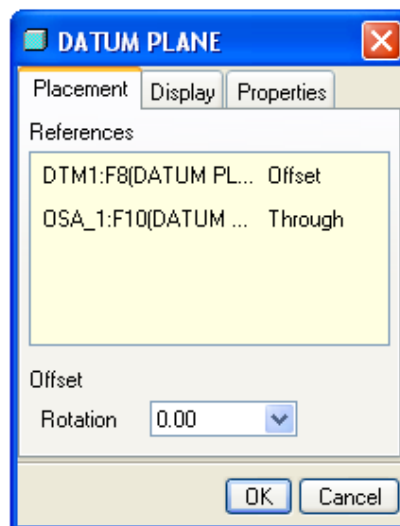 DATUM PLANE
Placement Display Properties
References
DTM1:F8(DATUM PL... Offset
OSA_1:F10(DATUM ... Through
Offset
Rotation 0.00
OK Cancel